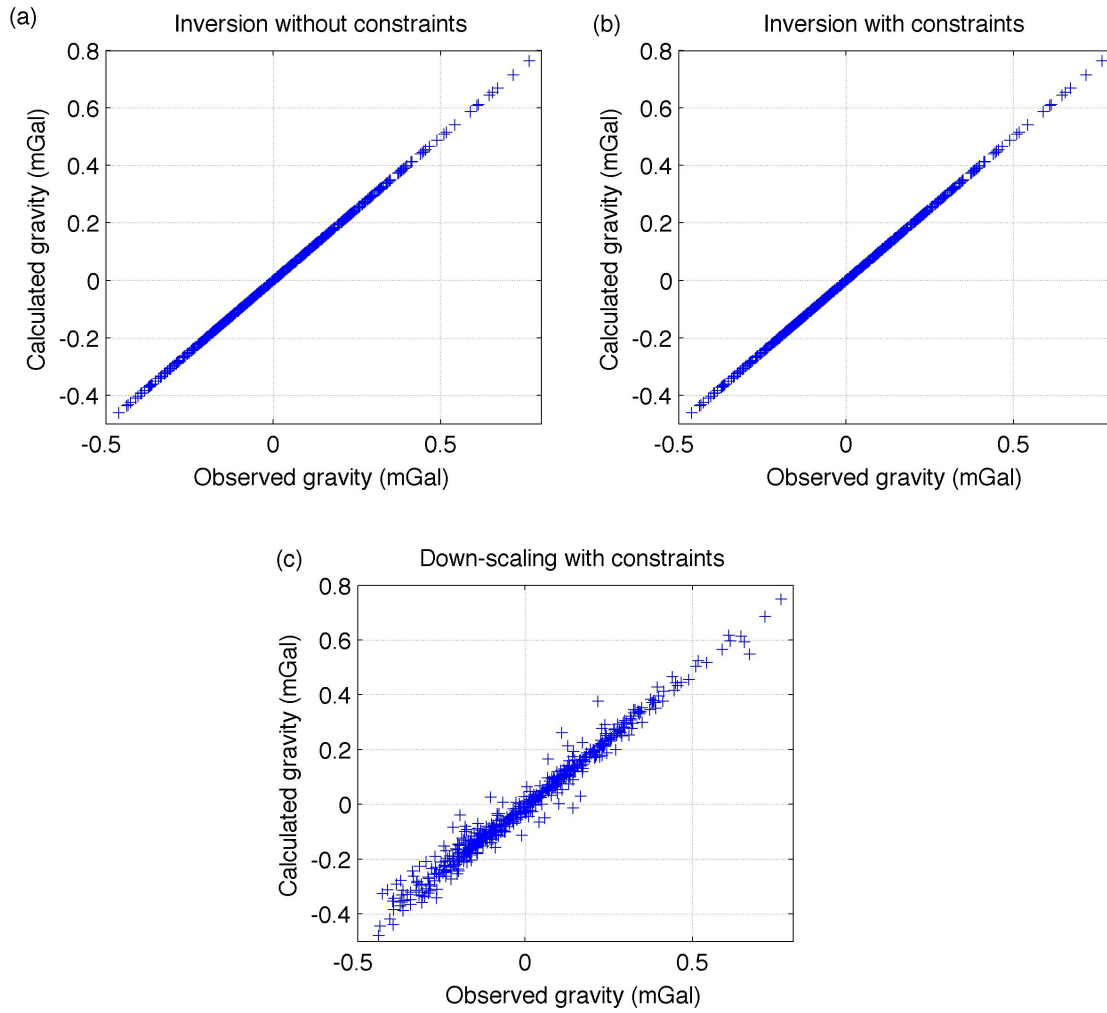 (a)
Inversion without constraints
0.8
0.6
0.4
0.2
0
-0.2
-0.4
-0.5
0
0.5
Calculated gravity (mGal)
Observed gravity (mGal)
(b)
Inversion with constraints
0.8
0.6
0.4
0.2
0
-0.2
-0.4
-0.5
0
0.5
Calculated gravity (mGal)
Observed gravity (mGal)
(c)
Down-scaling with constraints
0.8
0.6
0.4
0.2
0
-0.2
-0.4
-0.5
0
0.5
Calculated gravity (mGal)
Observed gravity (mGal)